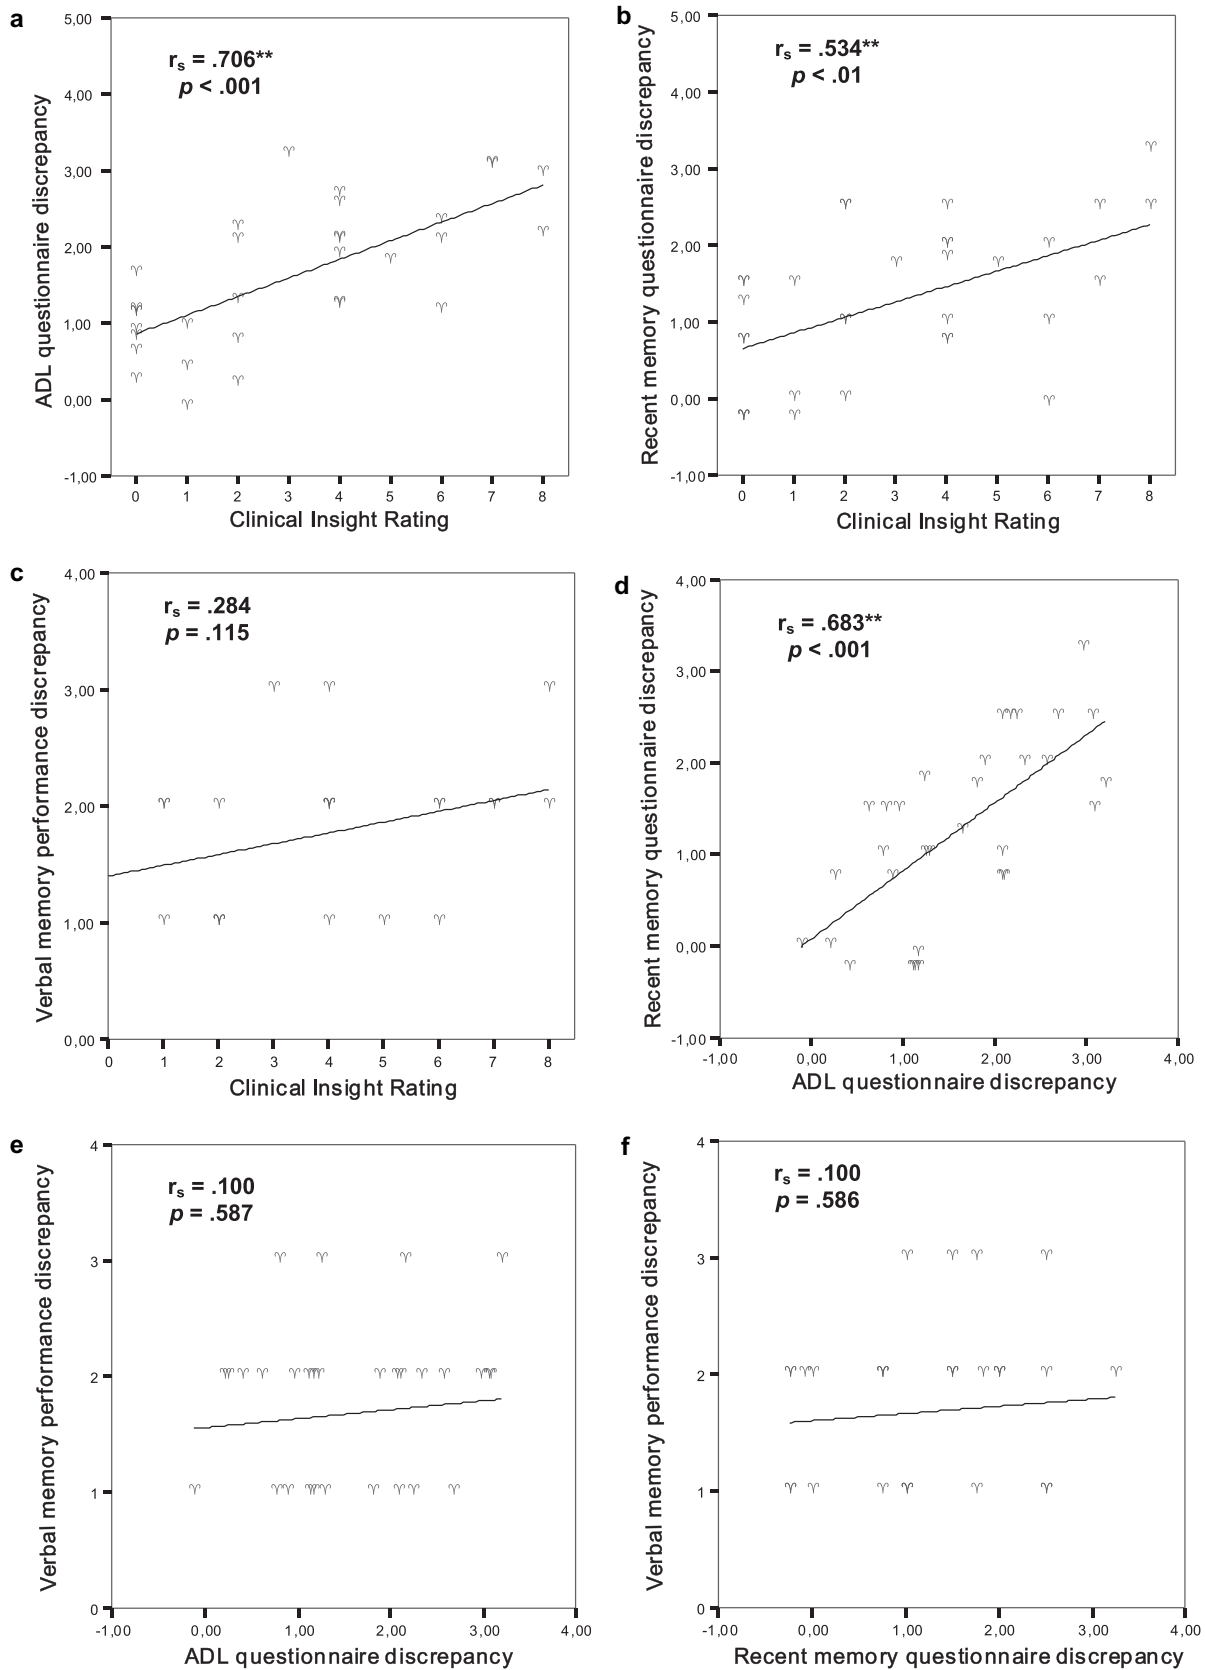 a
r_s = .706**
p < .001
ADL questionnaire discrepancy
5,00
4,00
3,00
2,00
1,00
0,00
-1,00
0 1 2 3 4 5 6 7 8
Clinical Insight Rating
b
r_s = .534**
p < .01
Recent memory questionnaire discrepancy
5,00
4,00
3,00
2,00
1,00
0,00
-1,00
0 1 2 3 4 5 6 7 8
Clinical Insight Rating
c
r_s = .284
p = .115
Verbal memory performance discrepancy
4,00
3,00
2,00
1,00
0,00
0 1 2 3 4 5 6 7 8
Clinical Insight Rating
d
r_s = .683**
p < .001
Recent memory questionnaire discrepancy
4,00
3,00
2,00
1,00
0,00
-1,00
-1,00 0,00 1,00 2,00 3,00 4,00
ADL questionnaire discrepancy
e
r_s = .100
p = .587
Verbal memory performance discrepancy
4
3
2
1
0
-1,00 0,00 1,00 2,00 3,00 4,00
ADL questionnaire discrepancy
f
r_s = .100
p = .586
Verbal memory performance discrepancy
4
3
2
1
0
-1,00 0,00 1,00 2,00 3,00 4,00
Recent memory questionnaire discrepancy